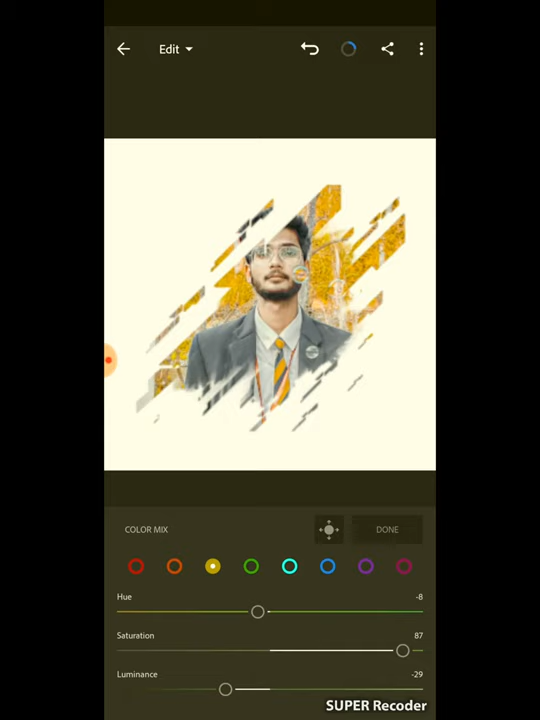 Edit
COLOR MIX
DONE
Hue -8
Saturation 87
Luminance -29
SUPER Recoder